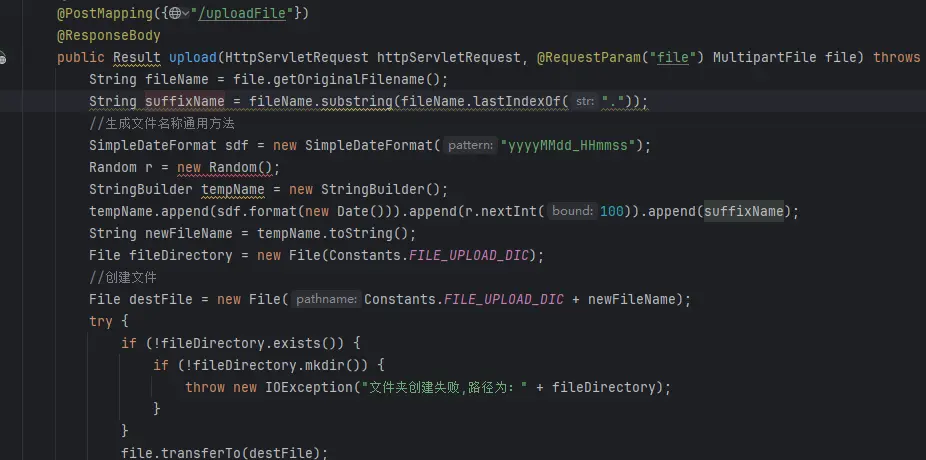 @PostMapping({"/uploadFile"})
@ResponseBody
public Result upload(HttpServletRequest httpServletRequest, @RequestParam("file") MultipartFile file) throws
String fileName = file.getOriginalFilename();
String suffixName = fileName.substring(fileName.lastIndexOf( str: "."));
//生成文件名称通用方法
SimpleDateFormat sdf = new SimpleDateFormat( pattern: "yyyyMMdd_HHmmss");
Random r = new Random();
StringBuilder tempName = new StringBuilder();
tempName.append(sdf.format(new Date())).append(r.nextInt( bound: 100)).append(suffixName);
String newFileName = tempName.toString();
File fileDirectory = new File(Constants.FILE_UPLOAD_DIC);
//创建文件
File destFile = new File( pathname: Constants.FILE_UPLOAD_DIC + newFileName);
try {
if (!fileDirectory.exists()) {
if (!fileDirectory.mkdir()) {
throw new IOException("文件夹创建失败,路径为：" + fileDirectory);
}
}
file.transferTo(destFile);